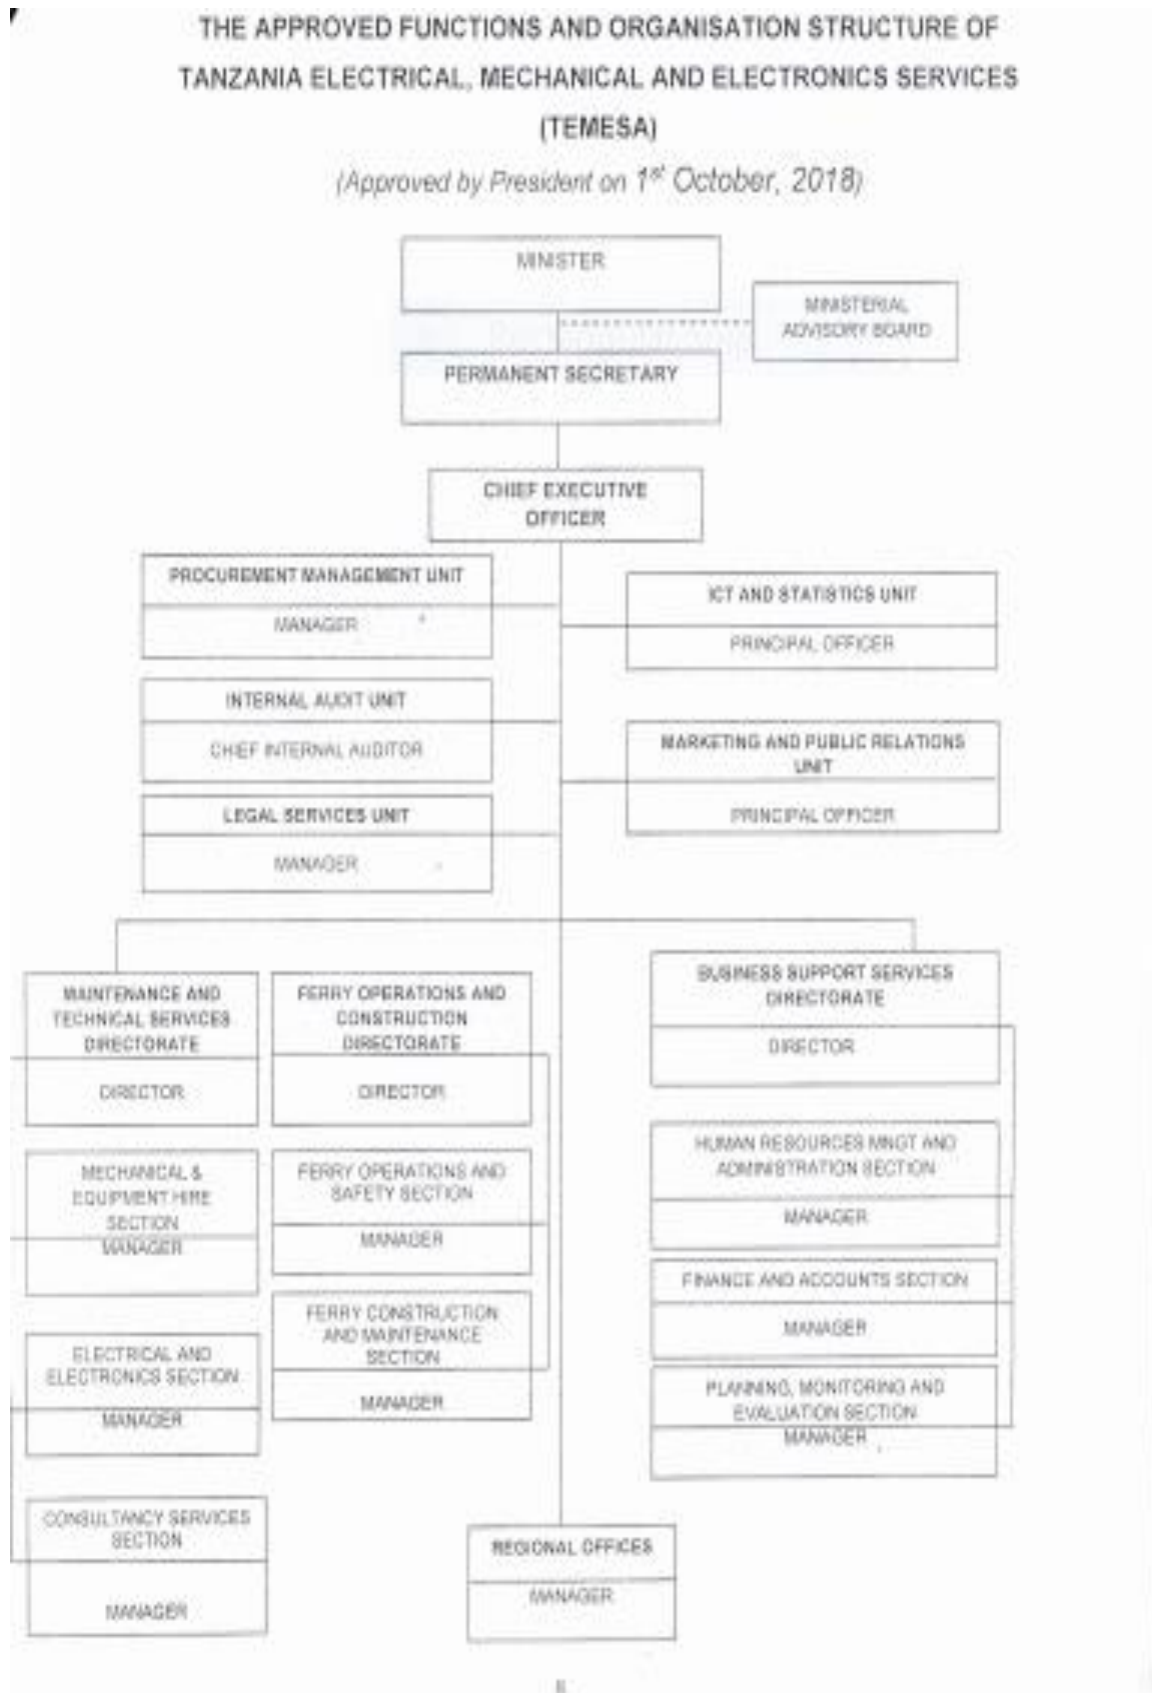 THE APPROVED FUNCTIONS AND ORGANISATION STRUCTURE OF
TANZANIA ELECTRICAL, MECHANICAL AND ELECTRONICS SERVICES
(TEMESA)
(Approved by President on 1st October, 2018)
MINISTER
MINISTERIAL
ADVISORY BOARD
PERMANENT SECRETARY
CHIEF EXECUTIVE
OFFICER
PROCUREMENT MANAGEMENT UNIT
MANAGER
ICT AND STATISTICS UNIT
PRINCIPAL OFFICER
INTERNAL AUDIT UNIT
CHIEF INTERNAL AUDITOR
MARKETING AND PUBLIC RELATIONS
UNIT
PRINCIPAL OFFICER
LEGAL SERVICES UNIT
MANAGER
MAINTENANCE AND
TECHNICAL SERVICES
DIRECTORATE
DIRECTOR
FERRY OPERATIONS AND
CONSTRUCTION
DIRECTORATE
DIRECTOR
BUSINESS SUPPORT SERVICES
DIRECTORATE
DIRECTOR
MECHANICAL &
EQUIPMENT HIRE
SECTION
MANAGER
FERRY OPERATIONS AND
SAFETY SECTION
MANAGER
HUMAN RESOURCES MNGT AND
ADMINISTRATION SECTION
MANAGER
ELECTRICAL AND
ELECTRONICS SECTION
MANAGER
FERRY CONSTRUCTION
AND MAINTENANCE
SECTION
MANAGER
FINANCE AND ACCOUNTS SECTION
MANAGER
PLANNING, MONITORING AND
EVALUATION SECTION
MANAGER
CONSULTANCY SERVICES
SECTION
MANAGER
REGIONAL OFFICES
MANAGER